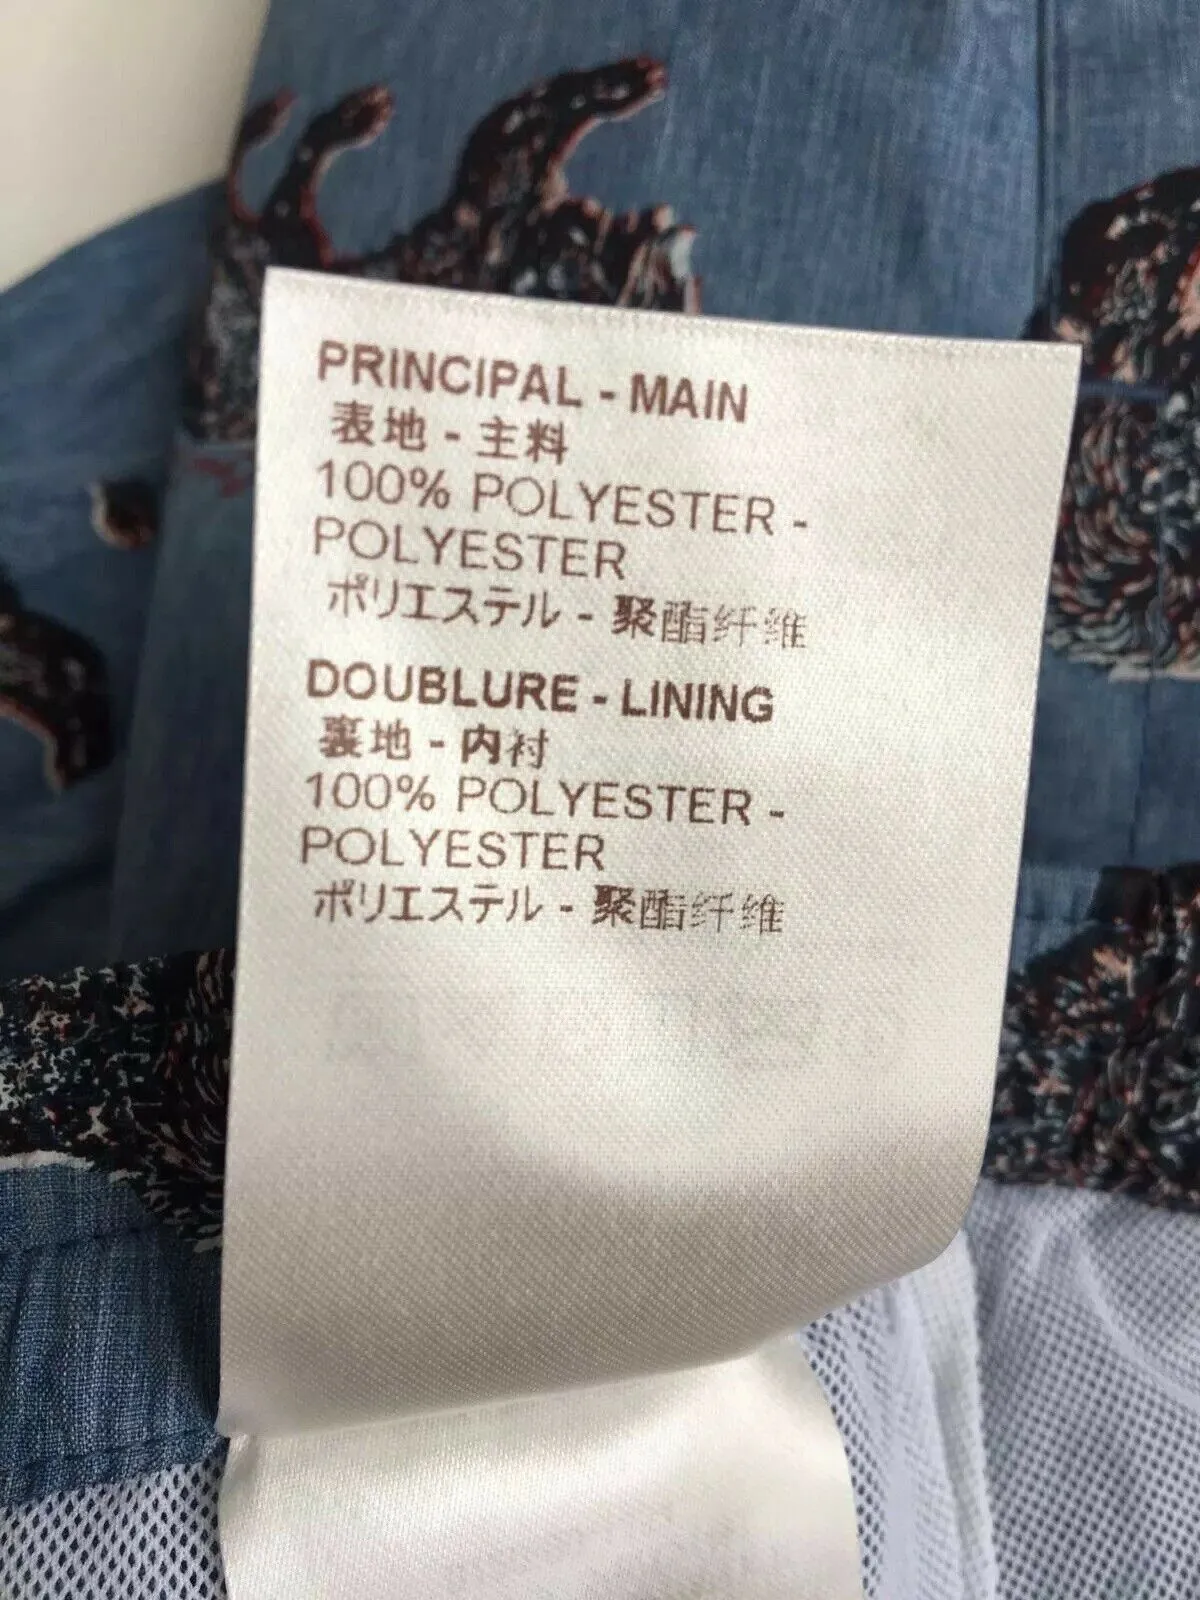 PRINCIPAL - MAIN
表地 - 主料
100% POLYESTER -
POLYESTER
ポリエステル - 聚酯纤维
DOUBLURE - LINING
裏地 - 内衬
100% POLYESTER -
POLYESTER
ポリエステル - 聚酯纤维